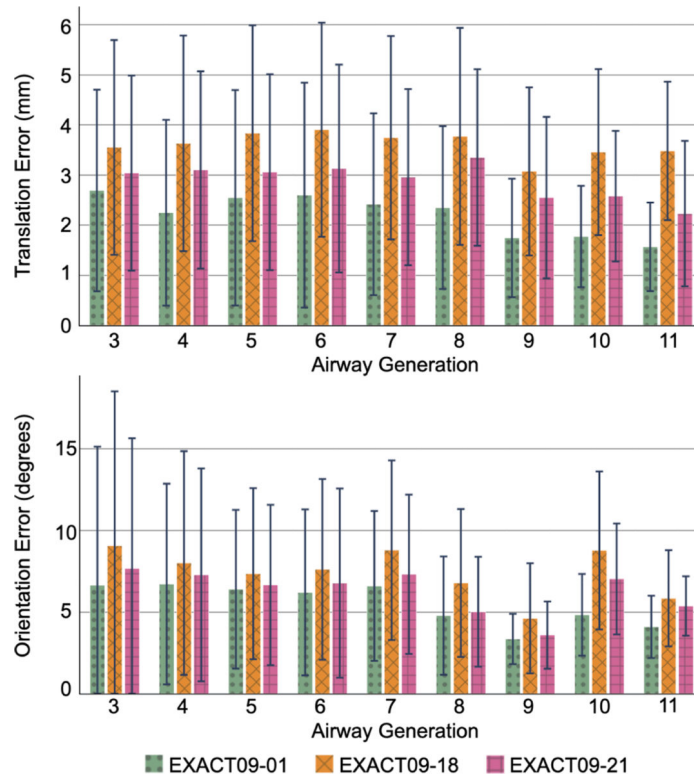 Translation Error (mm)
6
5
4
3
2
1
0
3 4 5 6 7 8 9 10 11
Airway Generation
Orientation Error (degrees)
15
10
5
0
3 4 5 6 7 8 9 10 11
Airway Generation
EXACT09-01 EXACT09-18 EXACT09-21